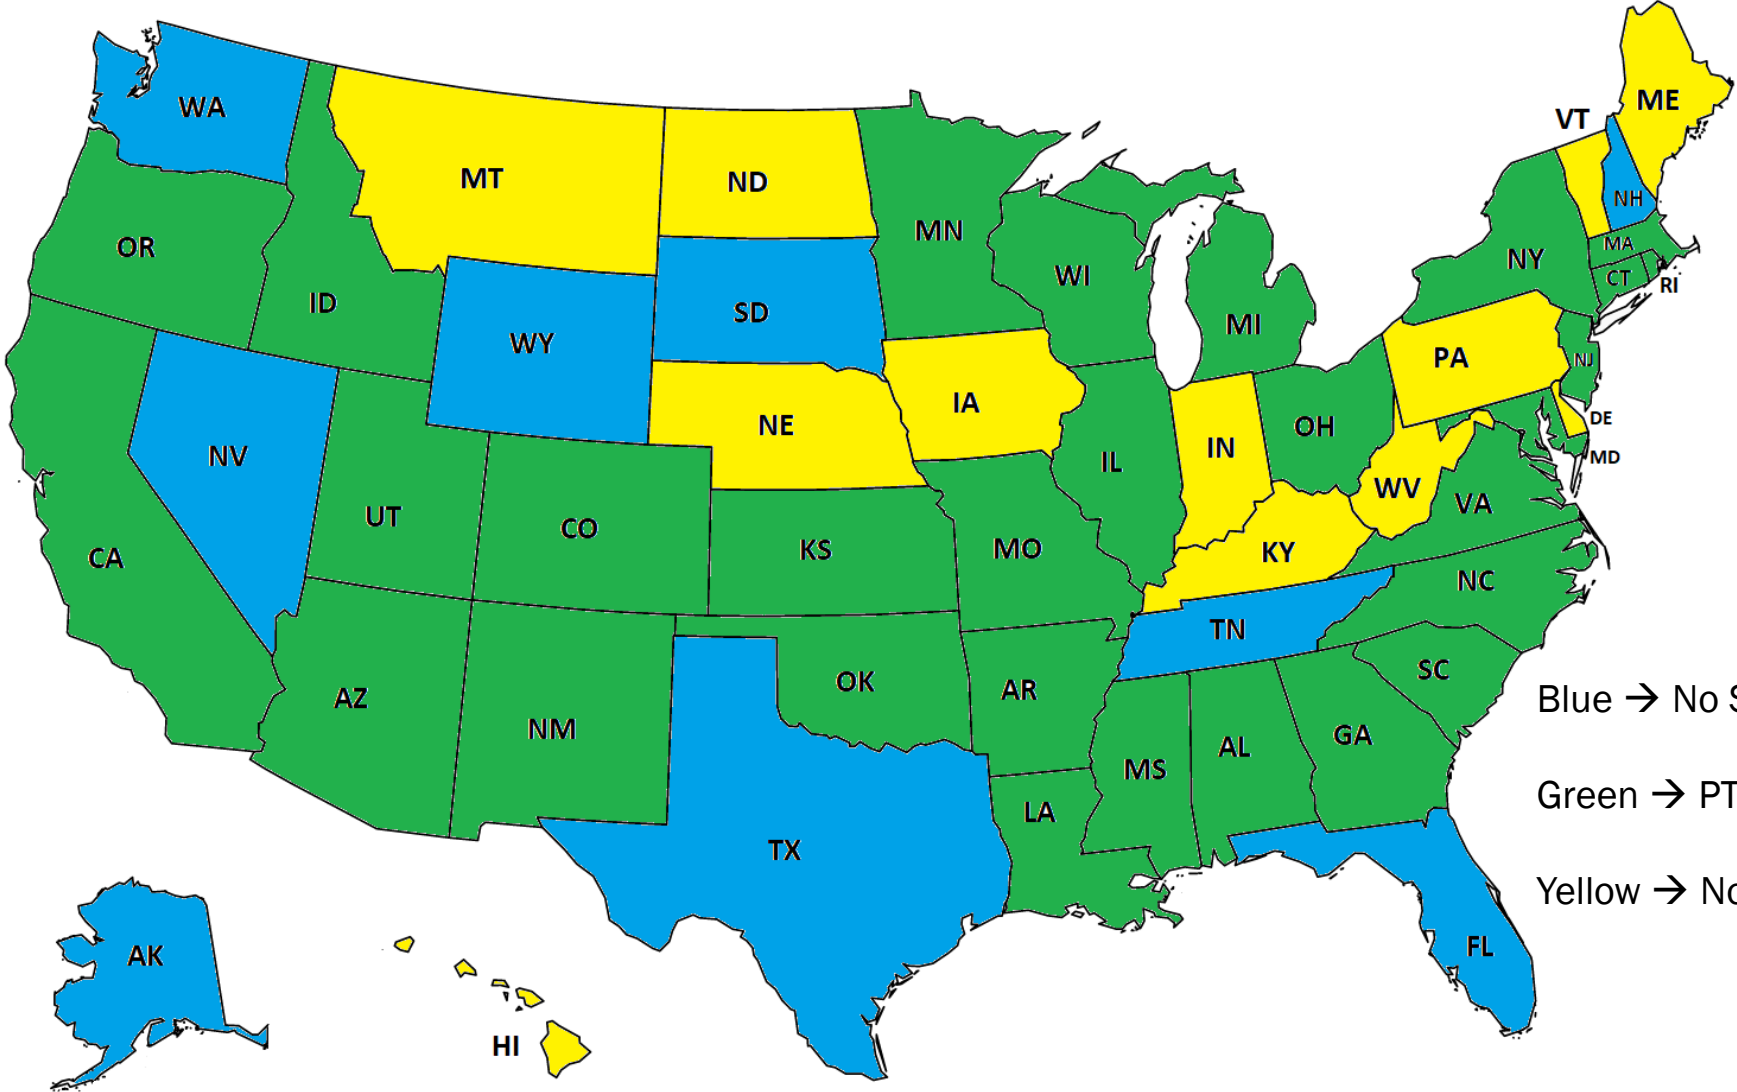 ME
VT
WA
MT
ND
NH
MN
OR
MA
NY
WI
CT
RI
ID
SD
MI
WY
PA
NJ
IA
NE
DE
OH
IN
NV
MD
IL
WV
VA
UT
CO
KS
MO
KY
CA
NC
TN
SC
OK
AR
AZ
NM
GA
AL
MS
LA
TX
FL
AK
HI
Blue → No S
Green → PT
Yellow → No